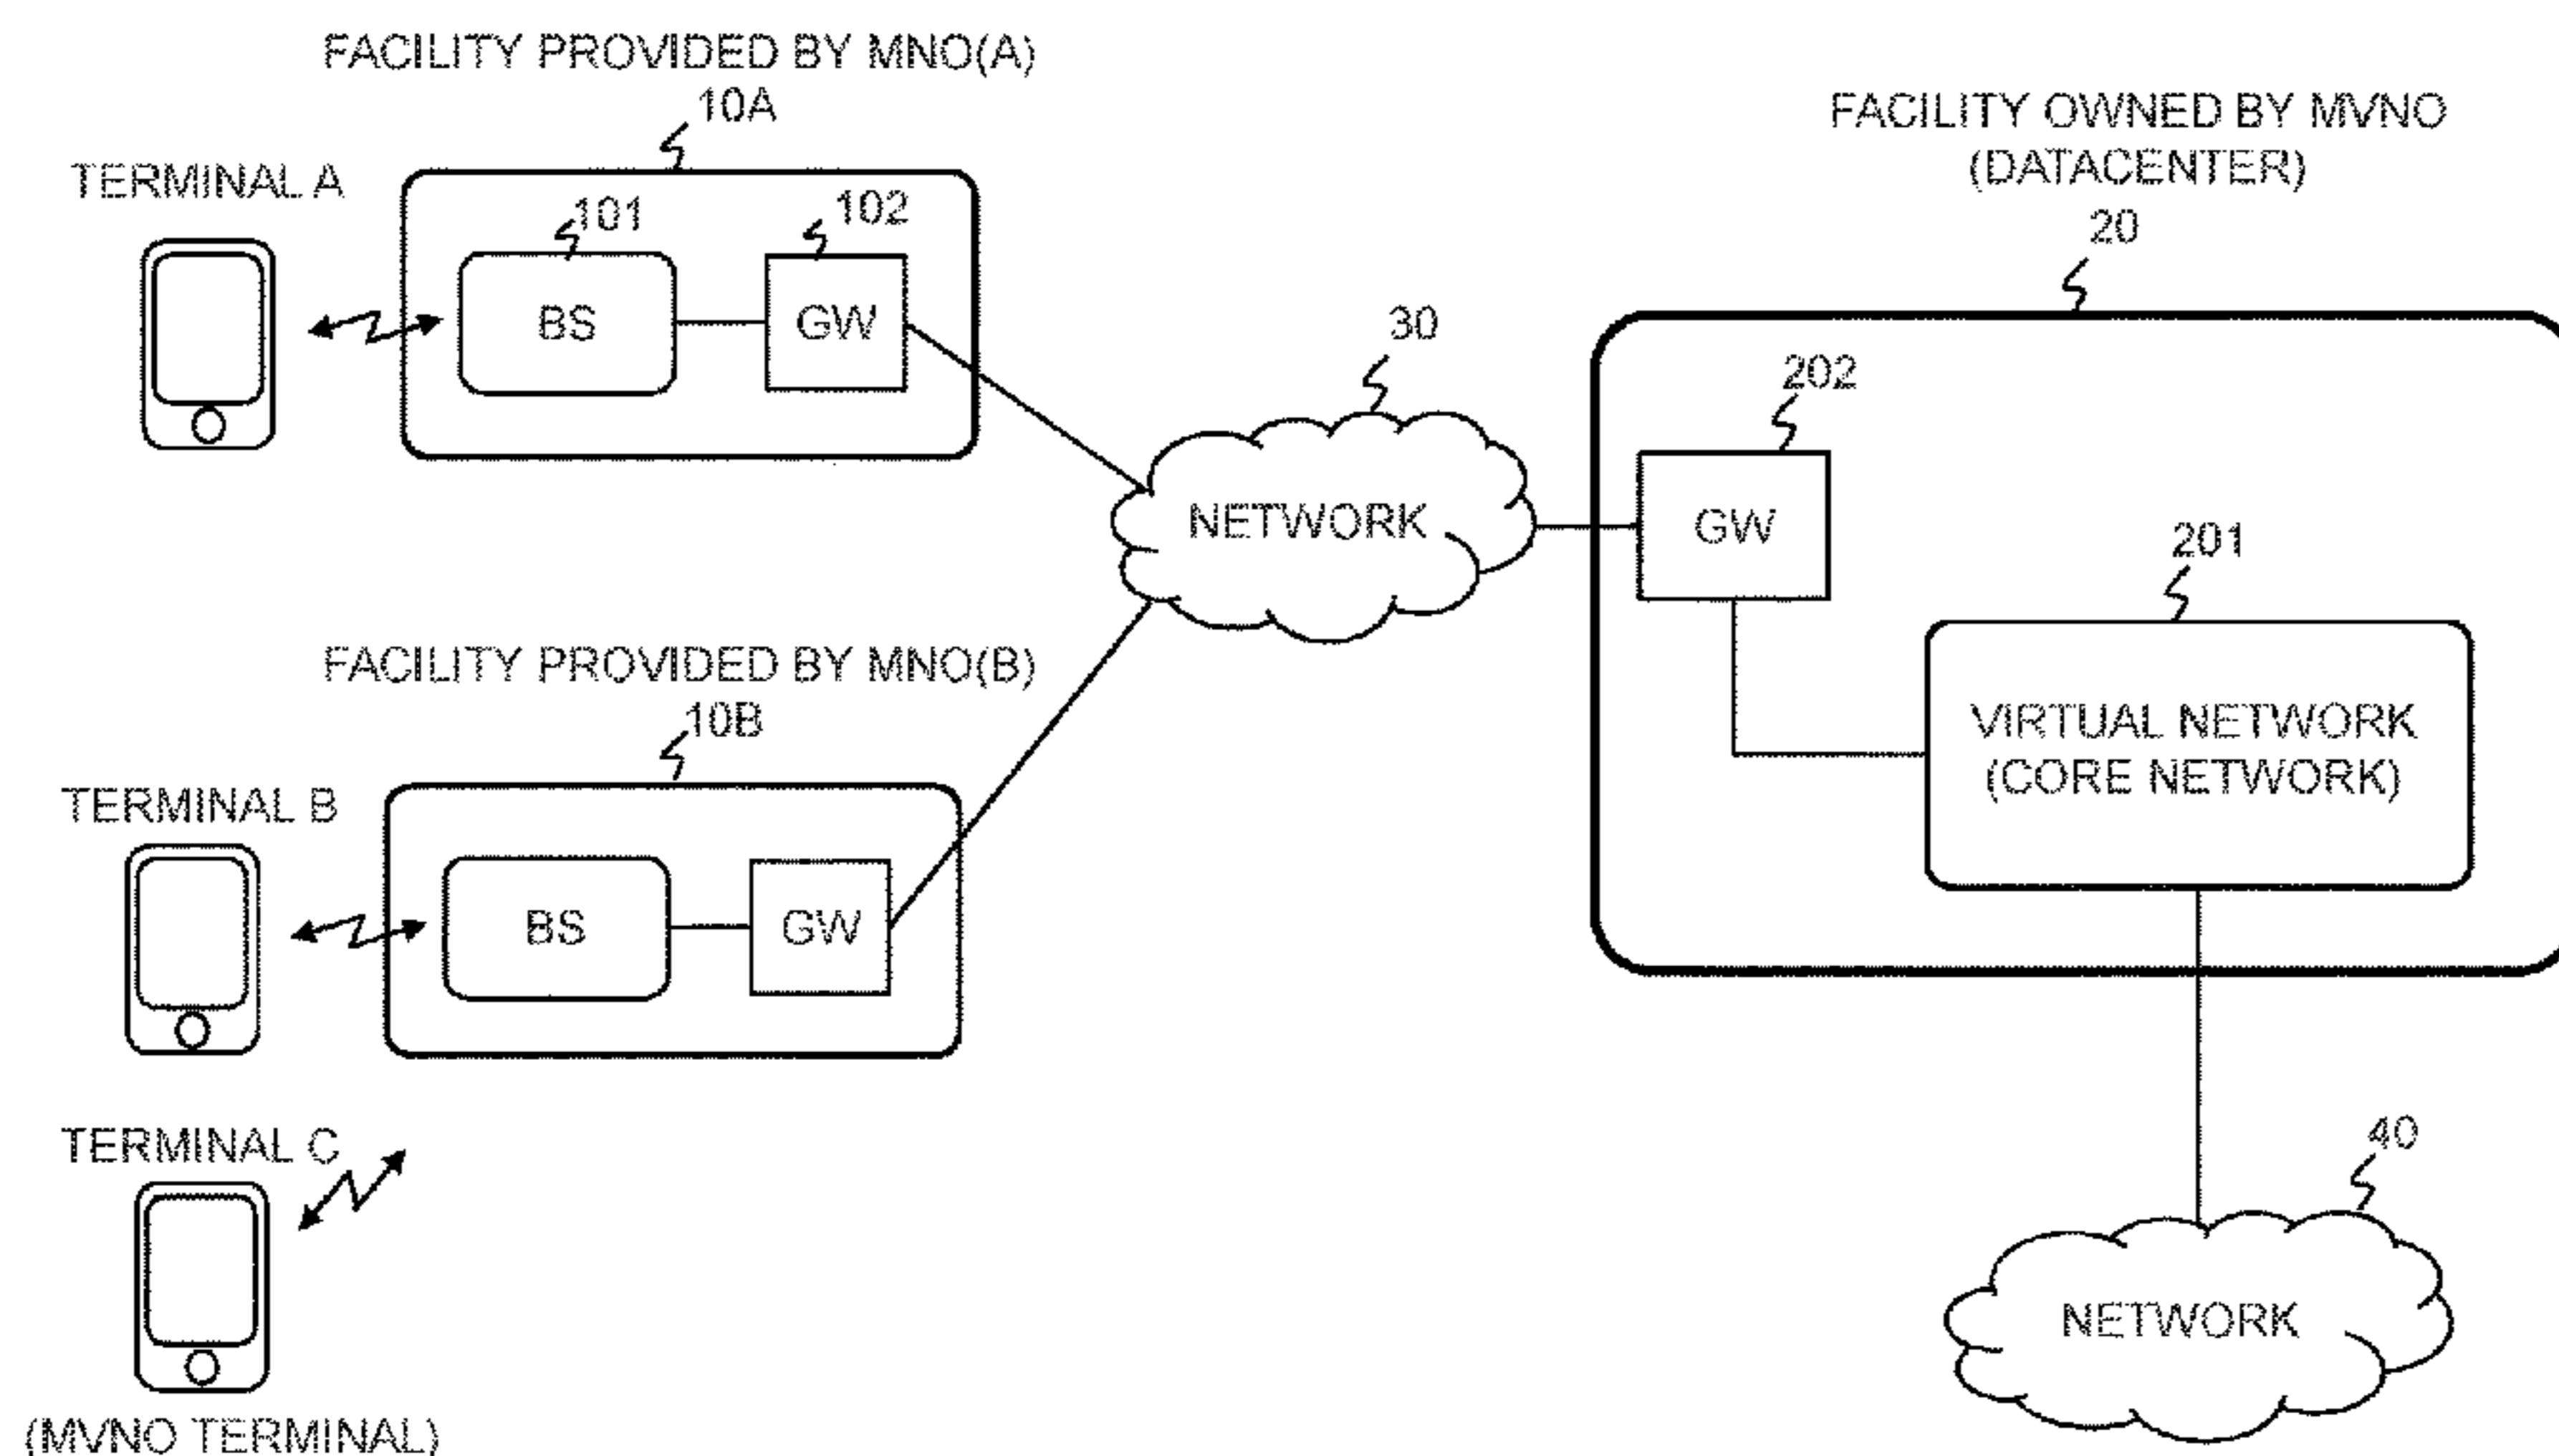 FACILITY PROVIDED BY MNO(A)
10A
TERMINAL A
101
102
BS
GW
FACILITY OWNED BY MVNO
(DATACENTER)
20
30
NETWORK
202
GW
201
VIRTUAL NETWORK
(CORE NETWORK)
FACILITY PROVIDED BY MNO(B)
10B
TERMINAL B
BS
GW
TERMINAL C
(MVNO TERMINAL)
40
NETWORK